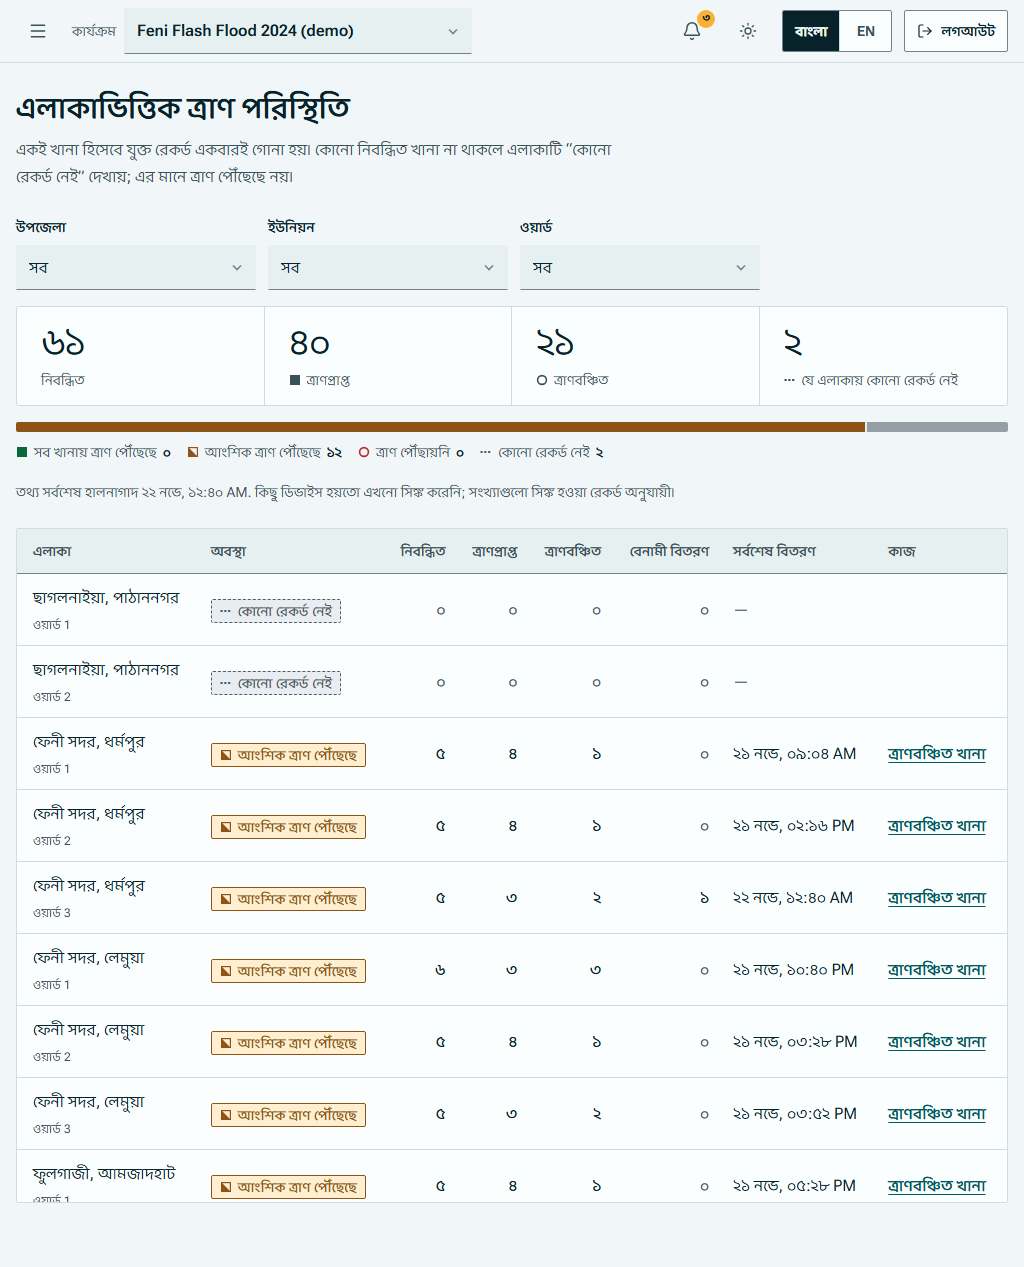 কার্যক্রম Feni Flash Flood 2024 (demo) ৩ বাংলা EN লগআউট
এলাকাভিত্তিক ত্রাণ পরিস্থিতি
একই খানা হিসেবে যুক্ত রেকর্ড একবারই গোনা হয়। কোনো নিবন্ধিত খানা না থাকলে এলাকাটি “কোনো
রেকর্ড নেই” দেখায়; এর মানে ত্রাণ পৌঁছেছে নয়।
উপজেলা ইউনিয়ন ওয়ার্ড
সব সব সব
৬১ ৪০ ২১ ২
নিবন্ধিত ত্রাণপ্রাপ্ত ত্রাণবঞ্চিত যে এলাকায় কোনো রেকর্ড নেই
সব খানায় ত্রাণ পৌঁছেছে ০ আংশিক ত্রাণ পৌঁছেছে ১২ ত্রাণ পৌঁছায়নি ০ কোনো রেকর্ড নেই ২
তথ্য সর্বশেষ হালনাগাদ ২২ নভে, ১২:৪০ AM. কিছু ডিভাইস হয়তো এখনো সিঙ্ক করেনি; সংখ্যাগুলো সিঙ্ক হওয়া রেকর্ড অনুযায়ী।
এলাকা অবস্থা নিবন্ধিত ত্রাণপ্রাপ্ত ত্রাণবঞ্চিত বেনামী বিতরণ সর্বশেষ বিতরণ কাজ
ছাগলনাইয়া, পাঠাননগর
ওয়ার্ড 1
কোনো রেকর্ড নেই ০ ০ ০ ০ —
ছাগলনাইয়া, পাঠাননগর
ওয়ার্ড 2
কোনো রেকর্ড নেই ০ ০ ০ ০ —
ফেনী সদর, ধর্মপুর
ওয়ার্ড 1
আংশিক ত্রাণ পৌঁছেছে ৫ ৪ ১ ০ ২১ নভে, ০৯:০৪ AM ত্রাণবঞ্চিত খানা
ফেনী সদর, ধর্মপুর
ওয়ার্ড 2
আংশিক ত্রাণ পৌঁছেছে ৫ ৪ ১ ০ ২১ নভে, ০২:১৬ PM ত্রাণবঞ্চিত খানা
ফেনী সদর, ধর্মপুর
ওয়ার্ড 3
আংশিক ত্রাণ পৌঁছেছে ৫ ৩ ২ ১ ২২ নভে, ১২:৪০ AM ত্রাণবঞ্চিত খানা
ফেনী সদর, লেমুয়া
ওয়ার্ড 1
আংশিক ত্রাণ পৌঁছেছে ৬ ৩ ৩ ০ ২১ নভে, ১০:৪০ PM ত্রাণবঞ্চিত খানা
ফেনী সদর, লেমুয়া
ওয়ার্ড 2
আংশিক ত্রাণ পৌঁছেছে ৫ ৪ ১ ০ ২১ নভে, ০৩:২৮ PM ত্রাণবঞ্চিত খানা
ফেনী সদর, লেমুয়া
ওয়ার্ড 3
আংশিক ত্রাণ পৌঁছেছে ৫ ৩ ২ ০ ২১ নভে, ০৩:৫২ PM ত্রাণবঞ্চিত খানা
ফুলগাজী, আমজাদহাট
ওয়ার্ড 1
আংশিক ত্রাণ পৌঁছেছে ৫ ৪ ১ ০ ২১ নভে, ০৫:২৮ PM ত্রাণবঞ্চিত খানা